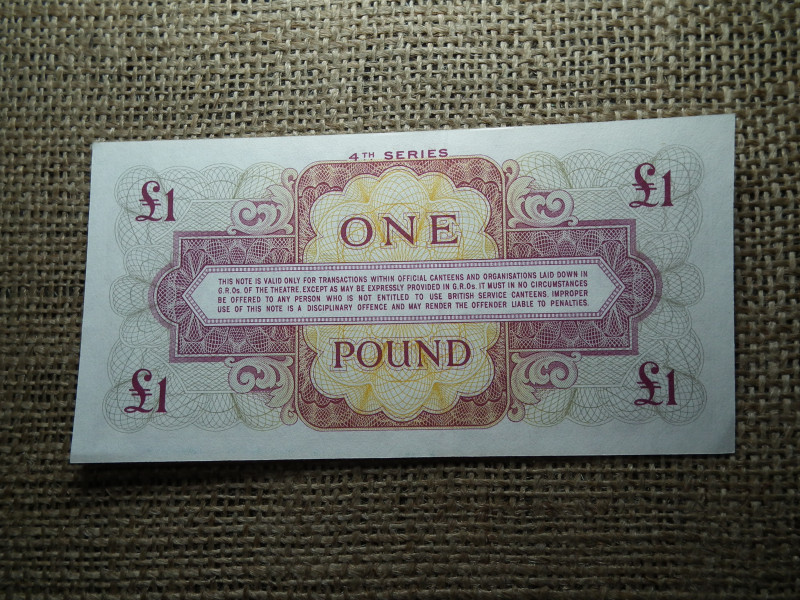 4TH SERIES
£1 £1
ONE
THIS NOTE IS VALID ONLY FOR TRANSACTIONS WITHIN OFFICIAL CANTEENS AND ORGANISATIONS LAID DOWN IN
G.R.Os. OF THE THEATRE. EXCEPT AS MAY BE EXPRESSLY PROVIDED IN G.R.Os. IT MUST IN NO CIRCUMSTANCES
BE OFFERED TO ANY PERSON WHO IS NOT ENTITLED TO USE BRITISH SERVICE CANTEENS. IMPROPER
USE OF THIS NOTE IS A DISCIPLINARY OFFENCE AND MAY RENDER THE OFFENDER LIABLE TO PENALTIES.
POUND
£1 £1